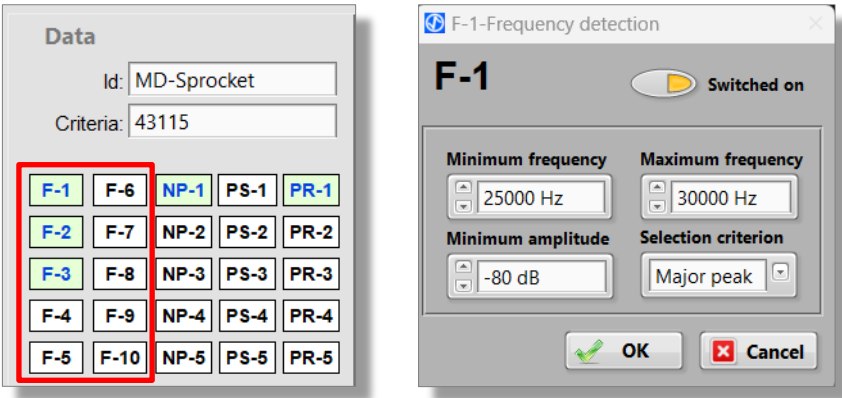 Data
Id: MD-Sprocket
Criteria: 43115
F-1 F-6 NP-1 PS-1 PR-1
F-2 F-7 NP-2 PS-2 PR-2
F-3 F-8 NP-3 PS-3 PR-3
F-4 F-9 NP-4 PS-4 PR-4
F-5 F-10 NP-5 PS-5 PR-5
F-1-Frequency detection
F-1 Switched on
Minimum frequency Maximum frequency
25000 Hz 30000 Hz
Minimum amplitude Selection criterion
-80 dB Major peak
OK Cancel